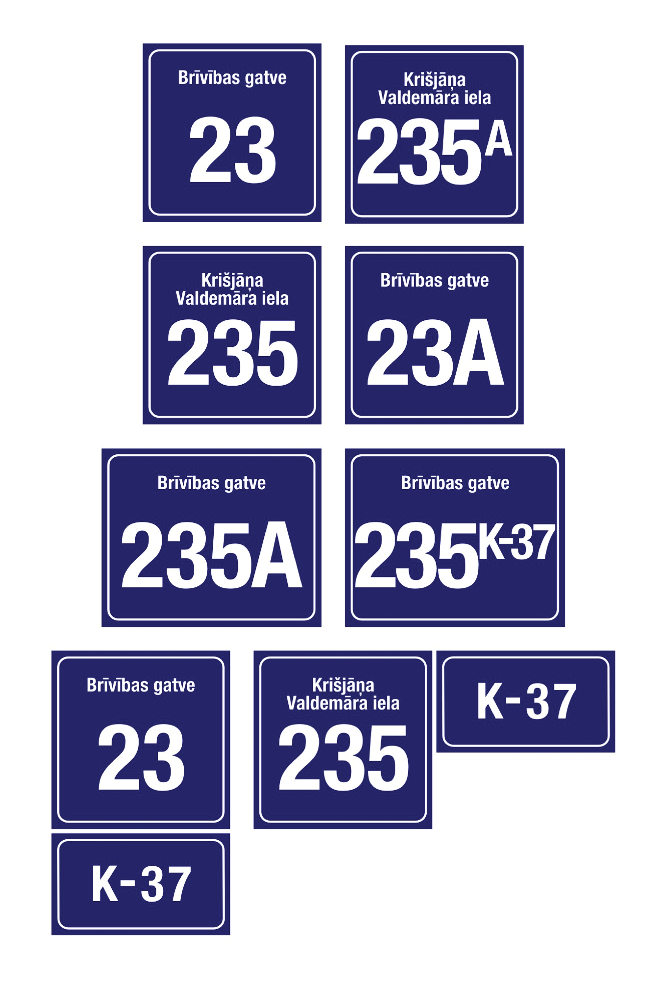 Brīvības gatve
23
Krišjāņa
Valdemāra iela
235A
Krišjāņa
Valdemāra iela
235
Brīvības gatve
23A
Brīvības gatve
235A
Brīvības gatve
235K-37
Brīvības gatve
23
K-37
Krišjāņa
Valdemāra iela
235
K-37